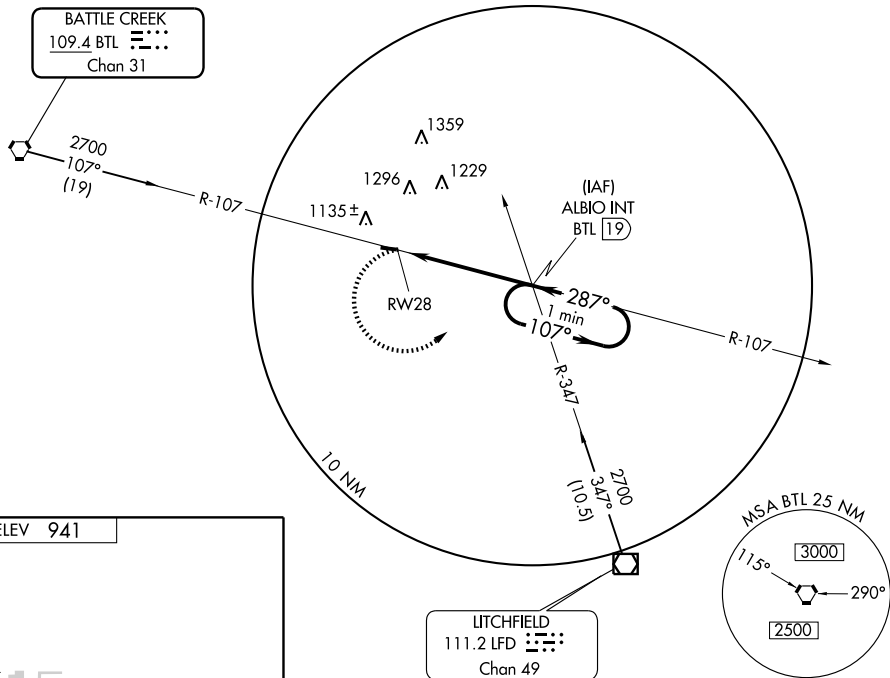 BATTLE CREEK
109.4 BTL
Chan 31
2700
107°
(19)
R-107
1359
1296
1229
1135±
(IAF)
ALBIO INT
BTL 19
RW28
287°
1 min
107°
R-107
R-347
2700
347°
(10.5)
10 NM
ELEV 941
LITCHFIELD
111.2 LFD
Chan 49
MSA BTL 25 NM
3000
115°
290°
2500